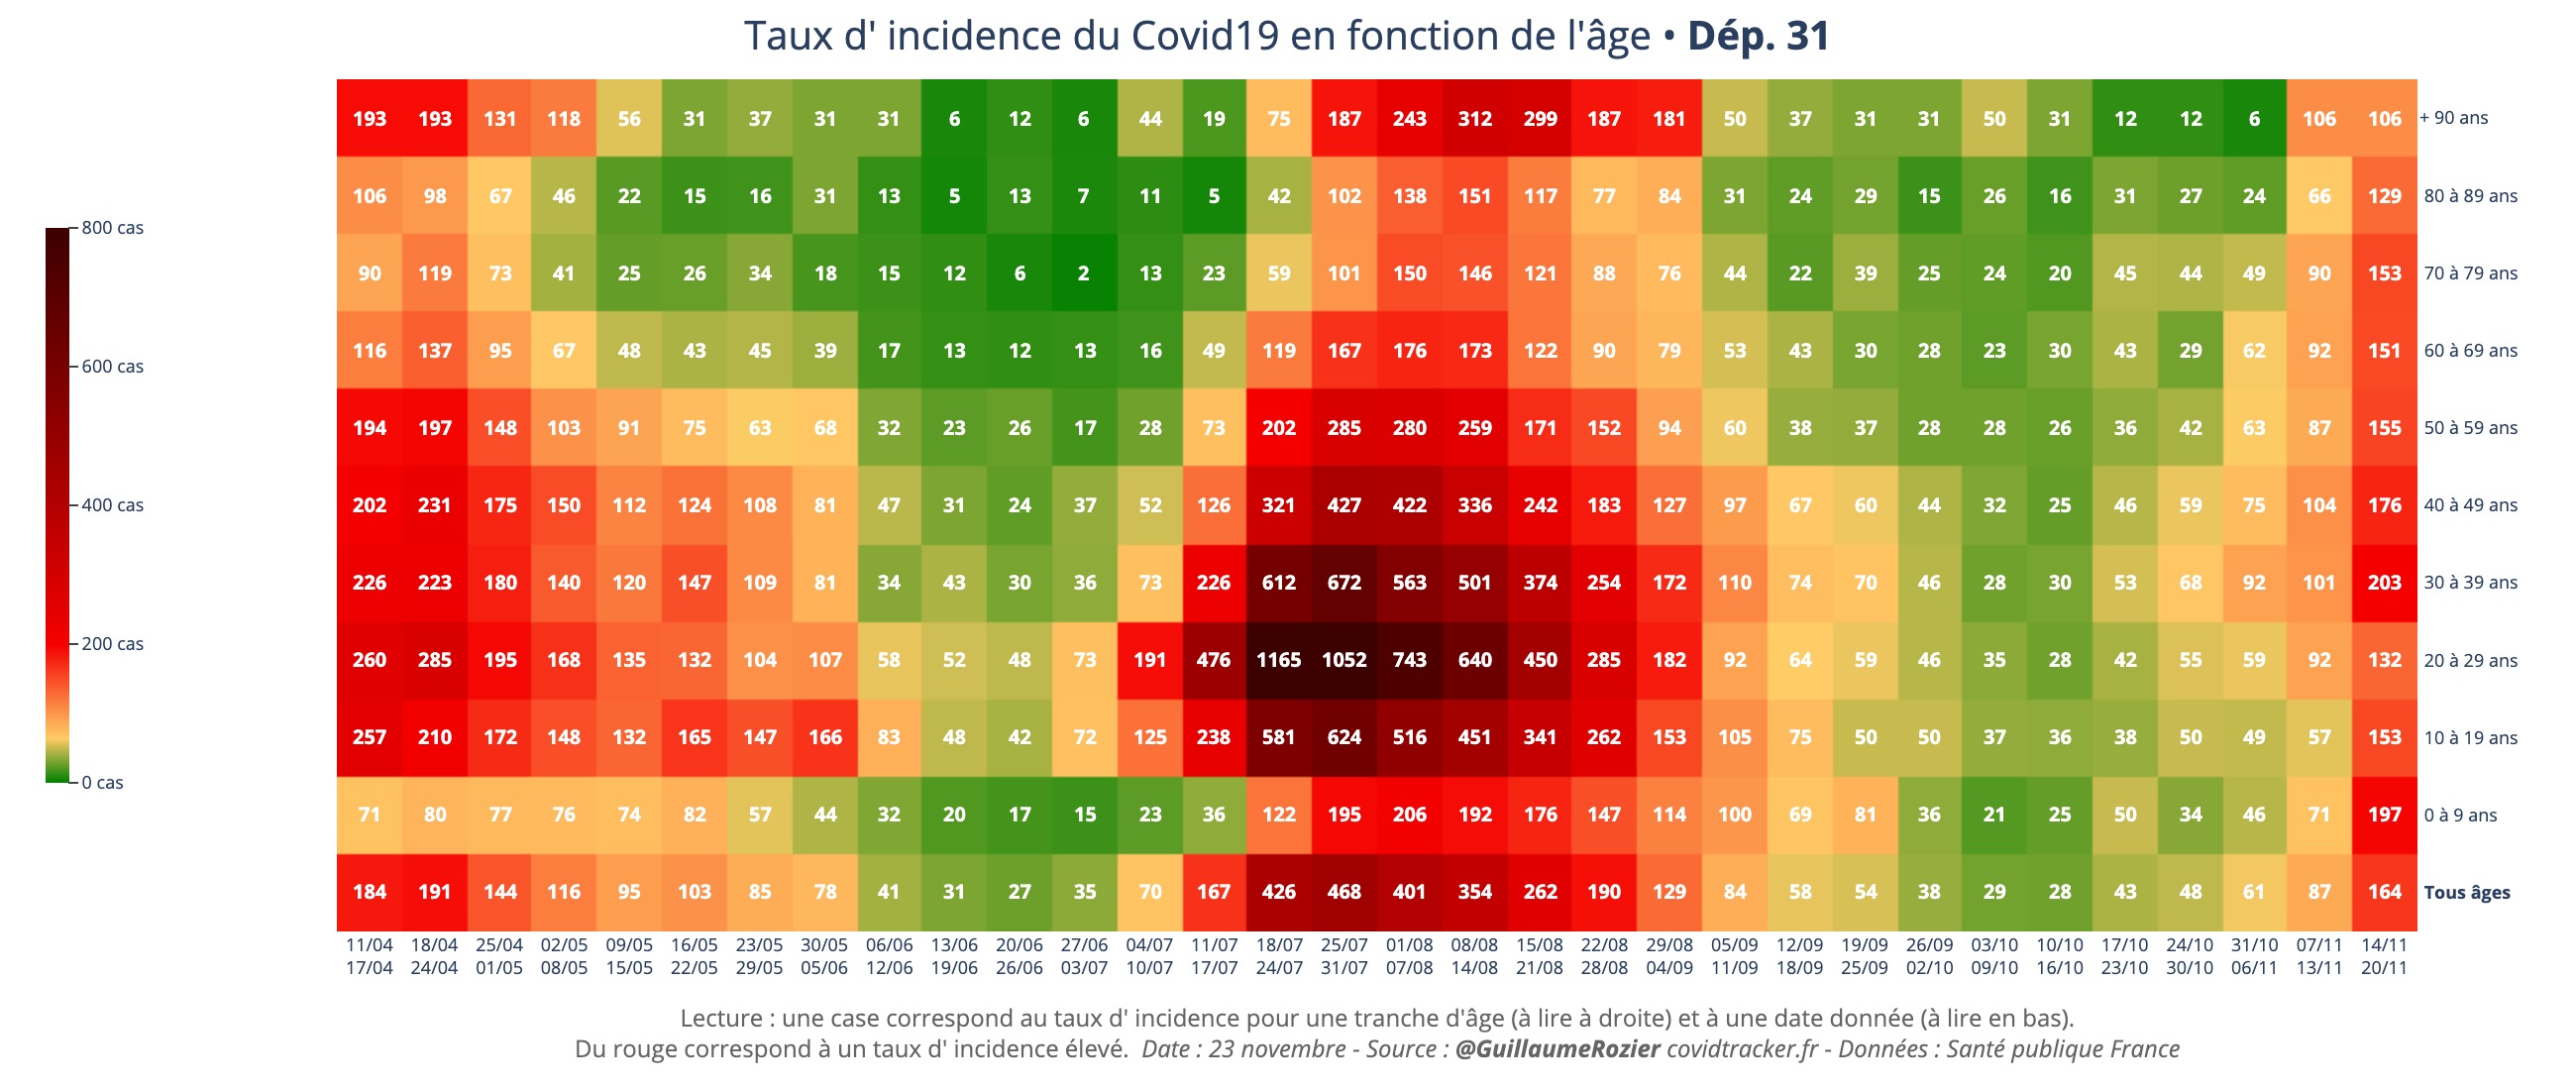 Taux d' incidence du Covid19 en fonction de l'âge • Dép. 31
800 cas
600 cas
400 cas
200 cas
0 cas
193 193 131 118 56 31 37 31 31 6 12 6 44 19 75 187 243 312 299 187 181 50 37 31 31 50 31 12 12 6 106 106 + 90 ans
106 98 67 46 22 15 16 31 13 5 13 7 11 5 42 102 138 151 117 77 84 31 24 29 15 26 16 31 27 24 66 129 80 à 89 ans
90 119 73 41 25 26 34 18 15 12 6 2 13 23 59 101 150 146 121 88 76 44 22 39 25 24 20 45 44 49 90 153 70 à 79 ans
116 137 95 67 48 43 45 39 17 13 12 13 16 49 119 167 176 173 122 90 79 53 43 30 28 23 30 43 29 62 92 151 60 à 69 ans
194 197 148 103 91 75 63 68 32 23 26 17 28 73 202 285 280 259 171 152 94 60 38 37 28 28 26 36 42 63 87 155 50 à 59 ans
202 231 175 150 112 124 108 81 47 31 24 37 52 126 321 427 422 336 242 183 127 97 67 60 44 32 25 46 59 75 104 176 40 à 49 ans
226 223 180 140 120 147 109 81 34 43 30 36 73 226 612 672 563 501 374 254 172 110 74 70 46 28 30 53 68 92 101 203 30 à 39 ans
260 285 195 168 135 132 104 107 58 52 48 73 191 476 1165 1052 743 640 450 285 182 92 64 59 46 35 28 42 55 59 92 132 20 à 29 ans
257 210 172 148 132 165 147 166 83 48 42 72 125 238 581 624 516 451 341 262 153 105 75 50 50 37 36 38 50 49 57 153 10 à 19 ans
71 80 77 76 74 82 57 44 32 20 17 15 23 36 122 195 206 192 176 147 114 100 69 81 36 21 25 50 34 46 71 197 0 à 9 ans
184 191 144 116 95 103 85 78 41 31 27 35 70 167 426 468 401 354 262 190 129 84 58 54 38 29 28 43 48 61 87 164 Tous âges
11/04 18/04 25/04 02/05 09/05 16/05 23/05 30/05 06/06 13/06 20/06 27/06 04/07 11/07 18/07 25/07 01/08 08/08 15/08 22/08 29/08 05/09 12/09 19/09 26/09 03/10 10/10 17/10 24/10 31/10 07/11 14/11
17/04 24/04 01/05 08/05 15/05 22/05 29/05 05/06 12/06 19/06 26/06 03/07 10/07 17/07 24/07 31/07 07/08 14/08 21/08 28/08 04/09 11/09 18/09 25/09 02/10 09/10 16/10 23/10 30/10 06/11 13/11 20/11
Lecture : une case correspond au taux d' incidence pour une tranche d'âge (à lire à droite) et à une date donnée (à lire en bas).
Du rouge correspond à un taux d' incidence élevé. Date : 23 novembre - Source : @GuillaumeRozier covidtracker.fr - Données : Santé publique France